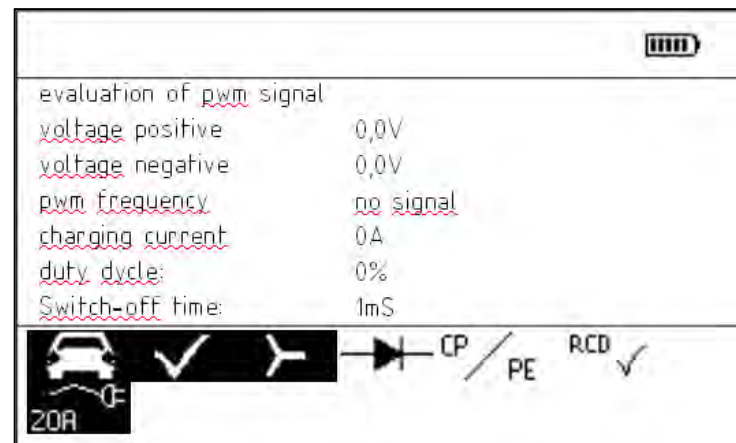 evaluation of pwm signal
voltage positive 0,0V
voltage negative 0,0V
pwm frequency no signal
charging current 0A
duty dycle: 0%
Switch-off time: 1mS
CP/PE RCD
20A